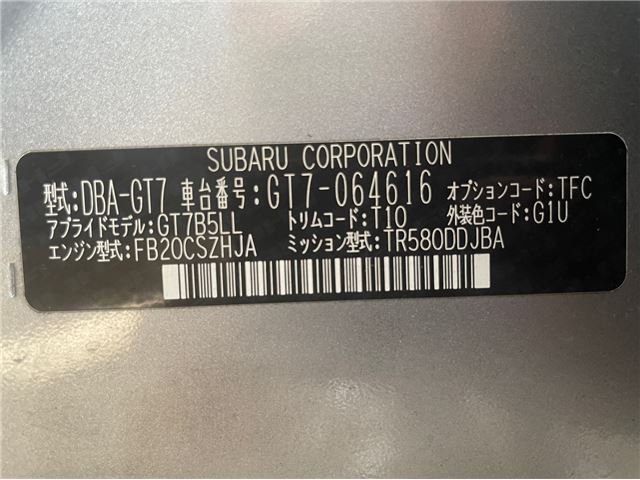 SUBARU CORPORATION
型式:DBA-GT7 車台番号:GT7-064616 オプションコード:TFC
アプライドモデル:GT7B5LL トリムコード:T10 外装色コード:G1U
エンジン型式:FB20CSZHJA ミッション型式:TR580DDJBA